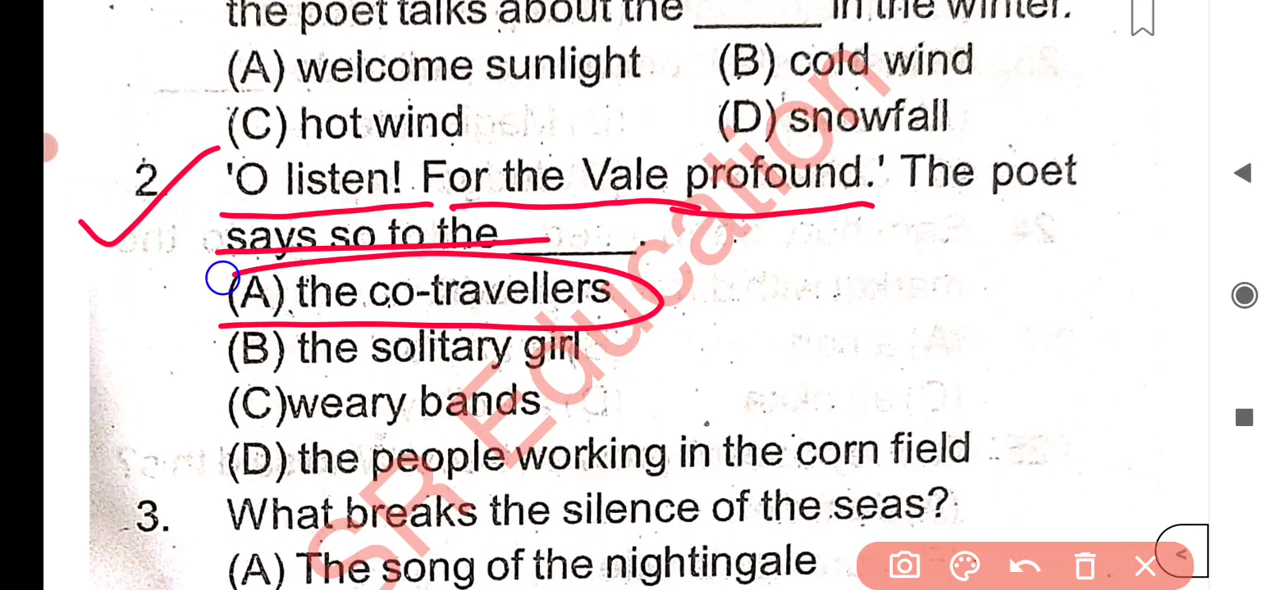 the poet talks about the ______ in the winter.
(A) welcome sunlight (B) cold wind
(C) hot wind (D) snowfall
2. 'O listen! For the Vale profound.' The poet
says so to the ______.
(A) the co-travellers
(B) the solitary girl
(C)weary bands
(D) the people working in the corn field
3. What breaks the silence of the seas?
(A) The song of the nightingale
SR Education